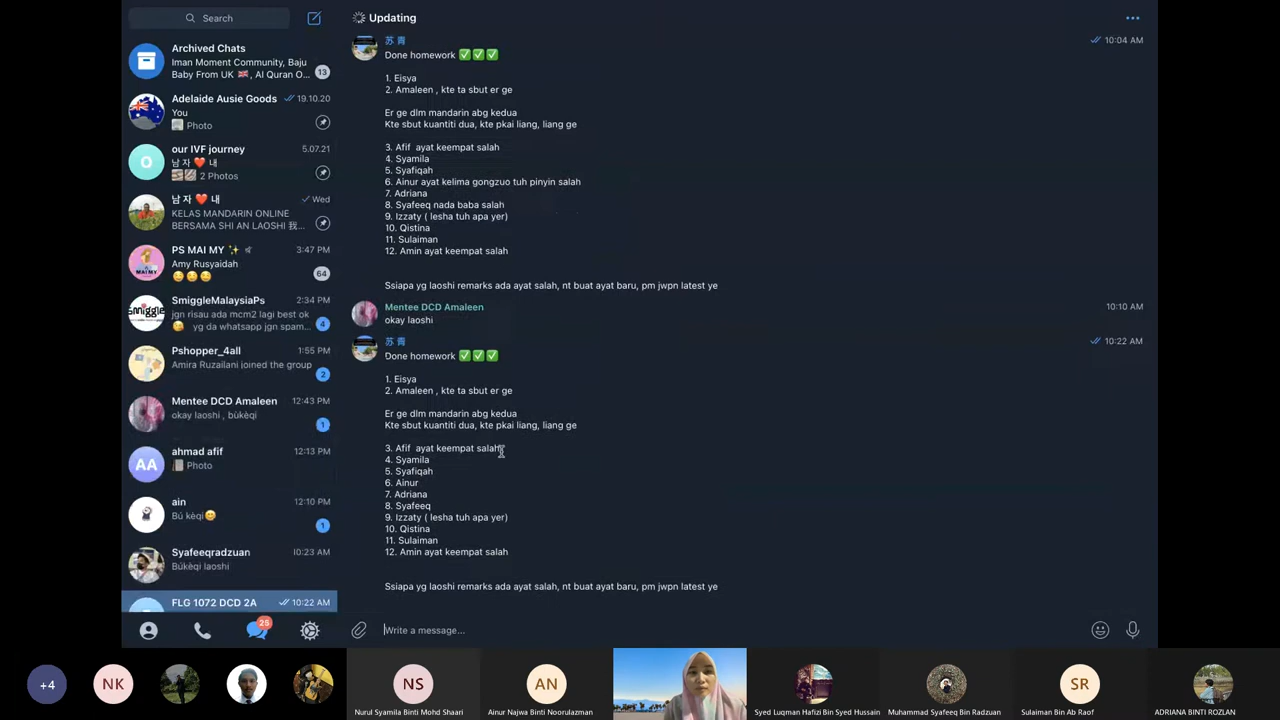 Search
Archived Chats
Iman Moment Community, Baju
Baby From UK 🇬🇧, Al Quran O...
13
Adelaide Ausie Goods
19.10.20
You
Photo
our IVF journey
5.07.21
남 자 ❤️ 내
2 Photos
남 자 ❤️ 내
Wed
KELAS MANDARIN ONLINE
BERSAMA SHI AN LAOSHI 我...
PS MAI MY ✨
3:47 PM
Amy Rusyaidah
😋😋😋
64
MAI MY
SmiggleMalaysiaPs
2:34 PM
jgn risau ada mcm2 lagi best ok
😉 yg da whatsapp jgn spam...
4
smiggle
Pshopper_4all
1:55 PM
Amira Ruzailani joined the group
2
Mentee DCD Amaleen
12:43 PM
okay laoshi , bùkèqì
1
AA
ahmad afif
12:13 PM
Photo
ain
12:10 PM
Bú kèqi😊
1
Syafeeqradzuan
10:23 AM
Búkèqi laoshi
FLG 1072 DCD 2A
10:22 AM
25
Updating
苏 霄
10:04 AM
Done homework ✅✅✅
1. Eisya
2. Amaleen , kte ta sbut er ge
Er ge dlm mandarin abg kedua
Kte sbut kuantiti dua, kte pkai liang, liang ge
3. Afif  ayat keempat salah
4. Syamila
5. Syafiqah
6. Ainur ayat kelima gongzuo tuh pinyin salah
7. Adriana
8. Syafeeq nada baba salah
9. Izzaty ( lesha tuh apa yer)
10. Qistina
11. Sulaiman
12. Amin ayat keempat salah
Ssiapa yg laoshi remarks ada ayat salah, nt buat ayat baru, pm jwpn latest ye
Mentee DCD Amaleen
10:10 AM
okay laoshi
苏 霄
10:22 AM
Done homework ✅✅✅
1. Eisya
2. Amaleen , kte ta sbut er ge
Er ge dlm mandarin abg kedua
Kte sbut kuantiti dua, kte pkai liang, liang ge
3. Afif  ayat keempat salah
4. Syamila
5. Syafiqah
6. Ainur
7. Adriana
8. Syafeeq
9. Izzaty ( lesha tuh apa yer)
10. Qistina
11. Sulaiman
12. Amin ayat keempat salah
Ssiapa yg laoshi remarks ada ayat salah, nt buat ayat baru, pm jwpn latest ye
Write a message...
+4
NK
NS
Nurul Syamila Binti Mohd Shaari
AN
Ainur Najwa Binti Noorulazman
Syed Luqman Hafizi Bin Syed Hussain
Muhammad Syafeeq Bin Radzuan
SR
Sulaiman Bin Ab Raof
ADRIANA BINTI ROZLAN